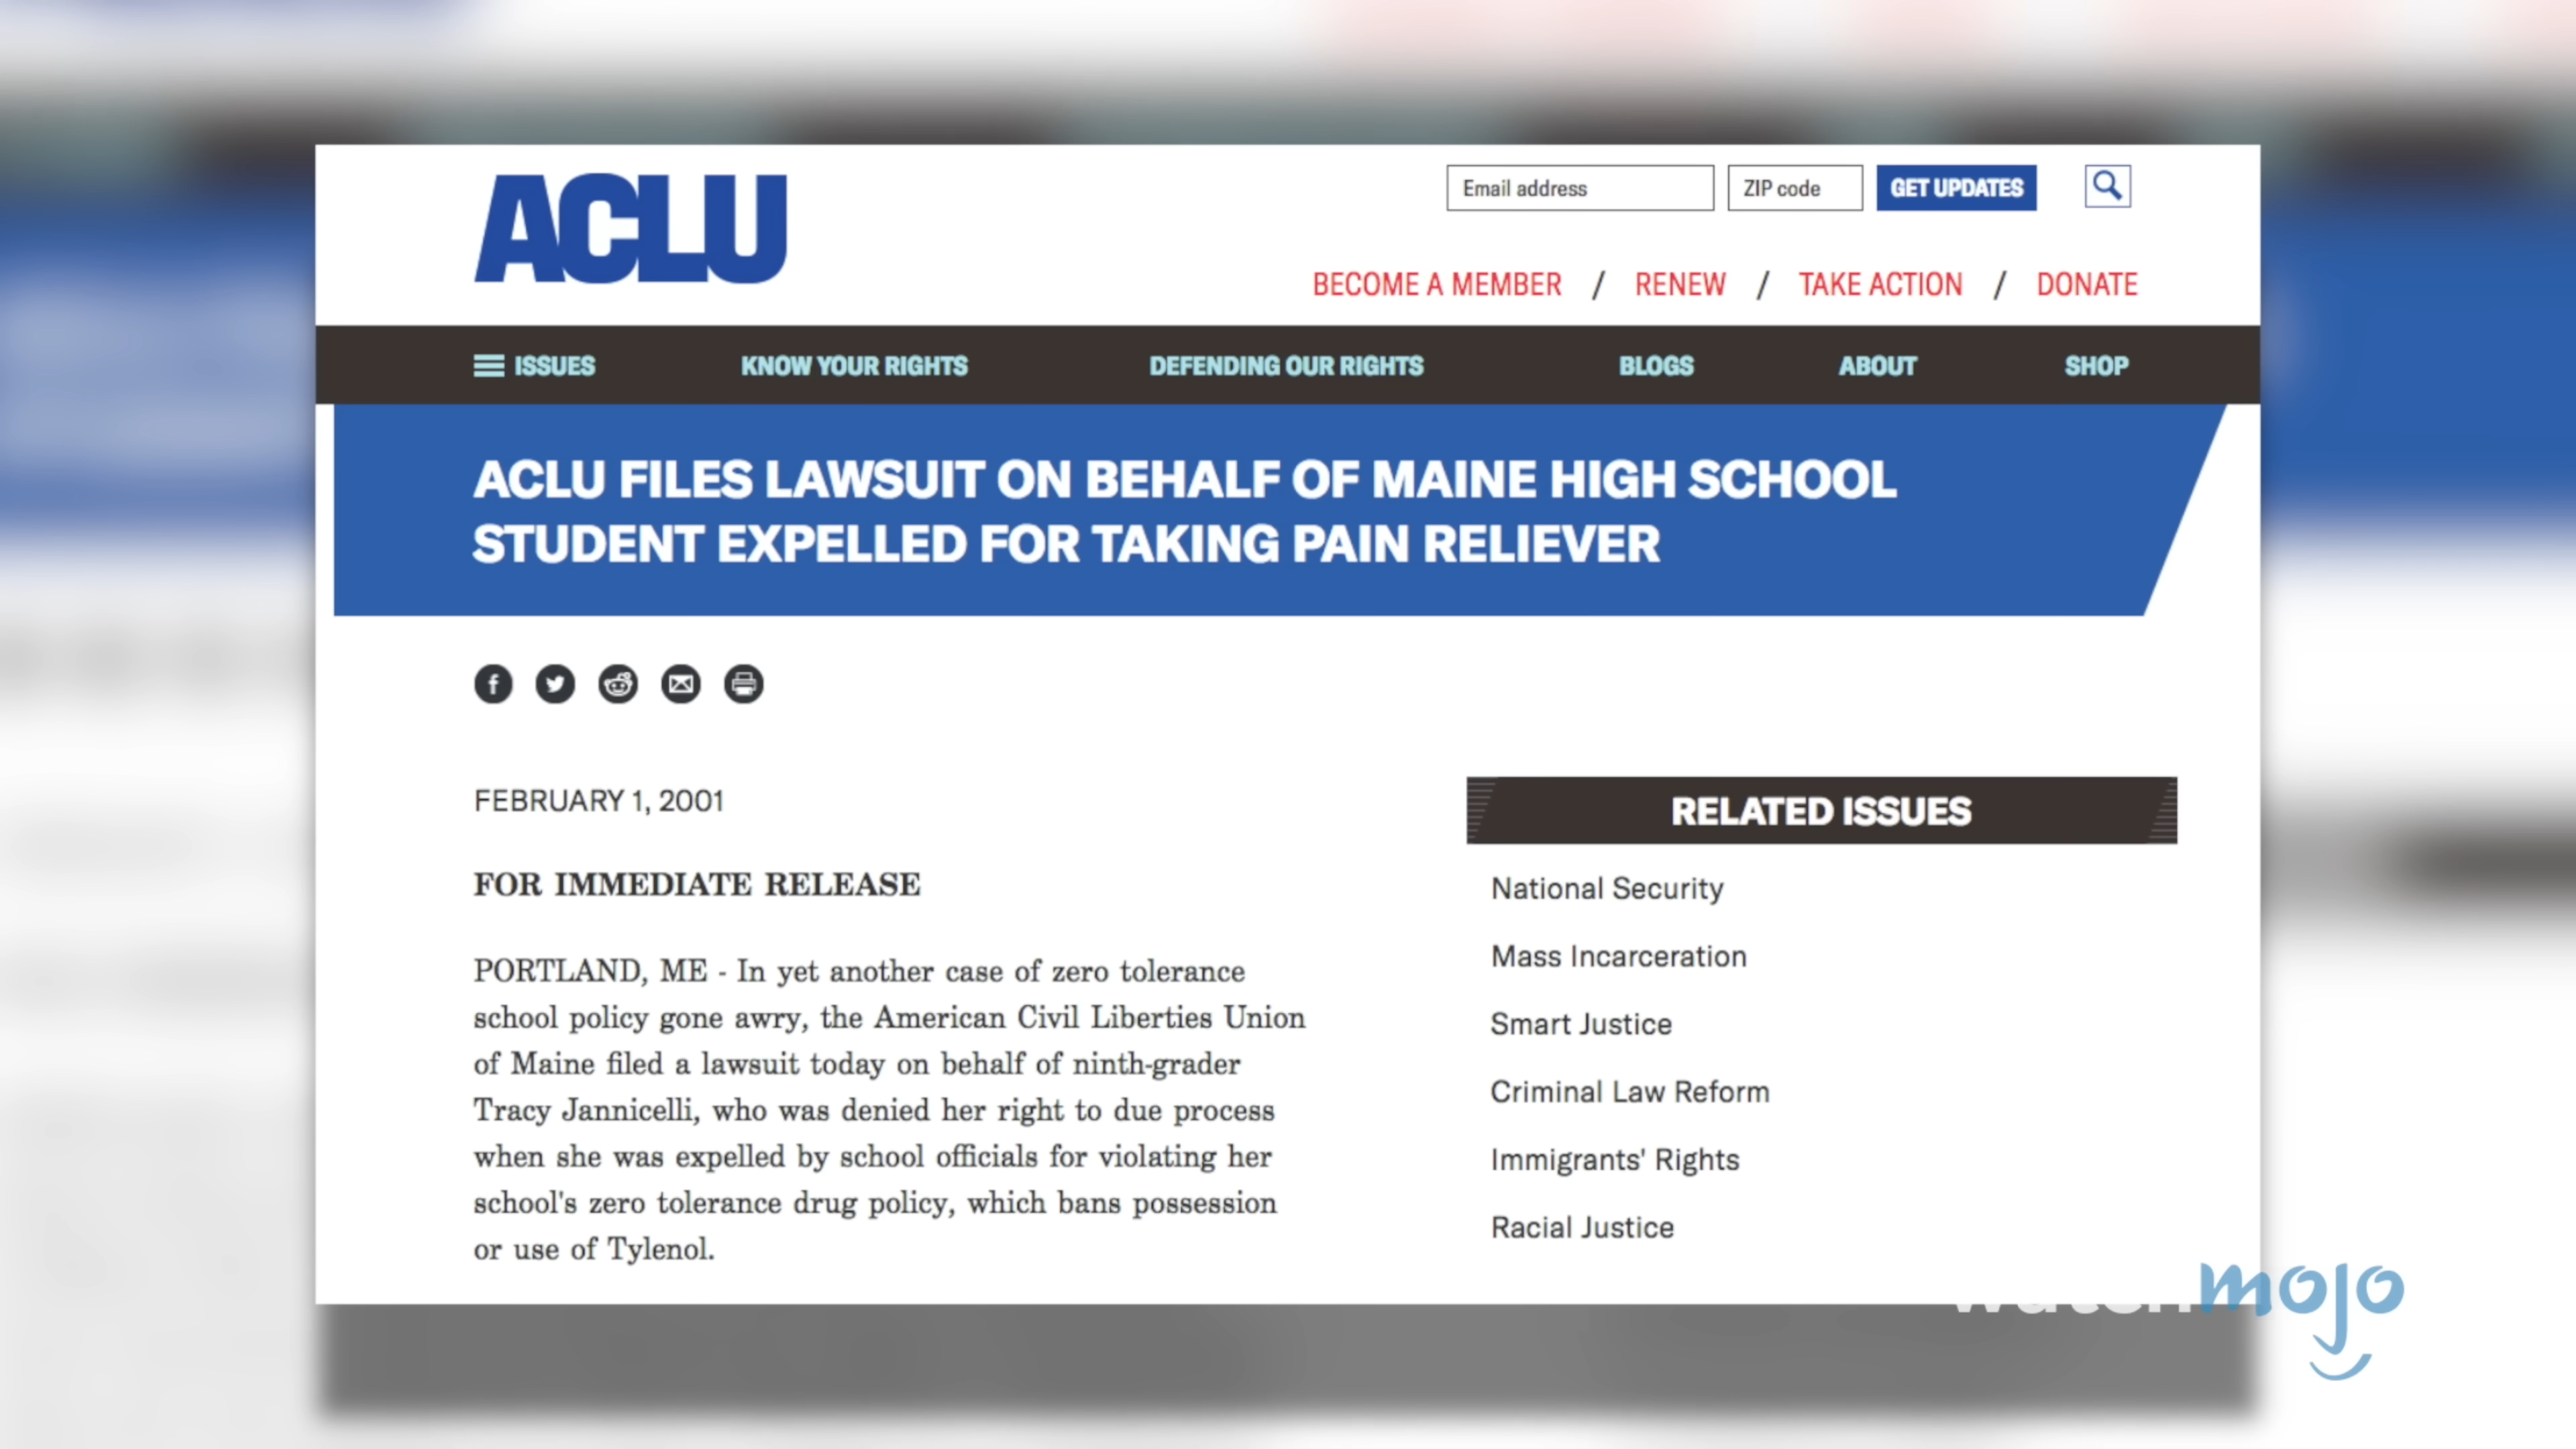 ACLU
Email address
ZIP code
GET UPDATES
BECOME A MEMBER / RENEW / TAKE ACTION / DONATE
ISSUES
KNOW YOUR RIGHTS
DEFENDING OUR RIGHTS
BLOGS
ABOUT
SHOP
ACLU FILES LAWSUIT ON BEHALF OF MAINE HIGH SCHOOL
STUDENT EXPELLED FOR TAKING PAIN RELIEVER
FEBRUARY 1, 2001
FOR IMMEDIATE RELEASE
PORTLAND, ME - In yet another case of zero tolerance
school policy gone awry, the American Civil Liberties Union
of Maine filed a lawsuit today on behalf of ninth-grader
Tracy Jannicelli, who was denied her right to due process
when she was expelled by school officials for violating her
school's zero tolerance drug policy, which bans possession
or use of Tylenol.
RELATED ISSUES
National Security
Mass Incarceration
Smart Justice
Criminal Law Reform
Immigrants' Rights
Racial Justice
watchmojo